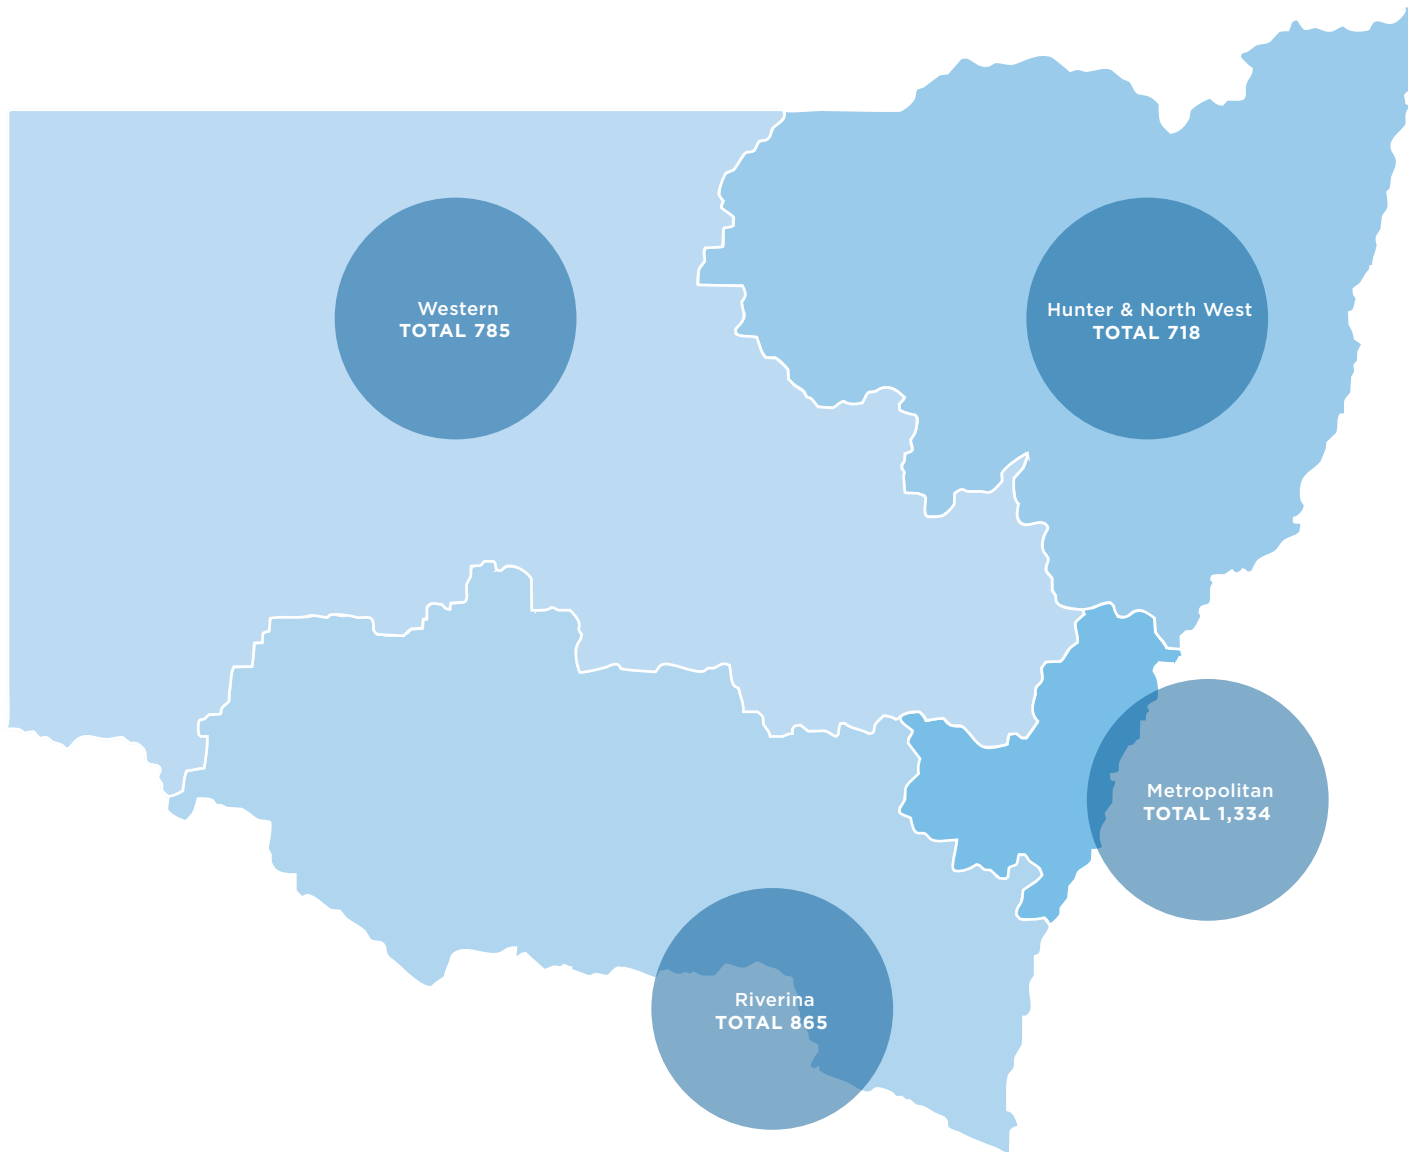 Western
TOTAL 785
Hunter & North West
TOTAL 718
Metropolitan
TOTAL 1,334
Riverina
TOTAL 865